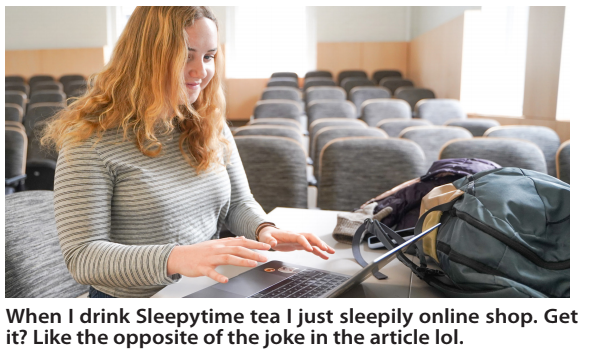 When I drink Sleepytime tea I just sleepily online shop. Get
it? Like the opposite of the joke in the article lol.